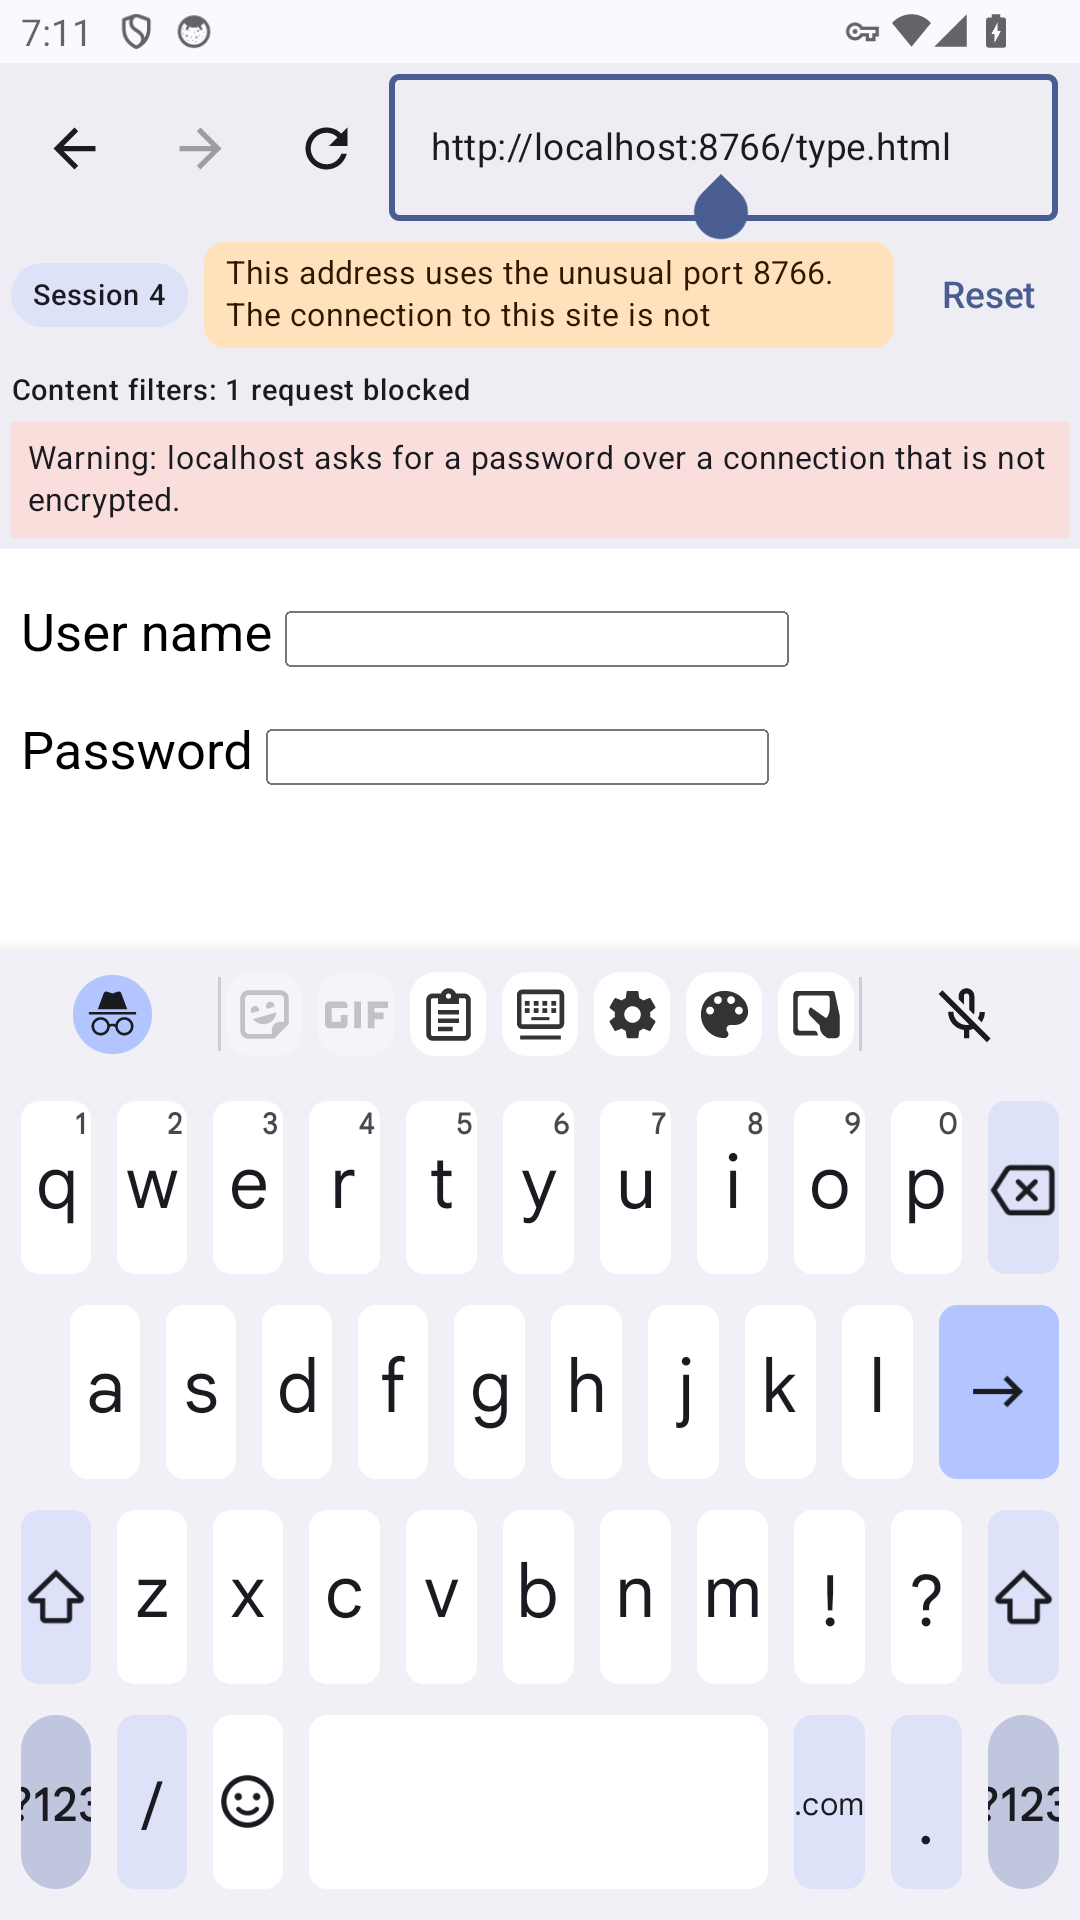 7:11
http://localhost:8766/type.html
Session 4
This address uses the unusual port 8766.
The connection to this site is not
Reset
Content filters: 1 request blocked
Warning: localhost asks for a password over a connection that is not
encrypted.
User name
Password
GIF
1 2 3 4 5 6 7 8 9 0
q w e r t y u i o p
a s d f g h j k l
z x c v b n m ! ?
?123 / .com . ?123